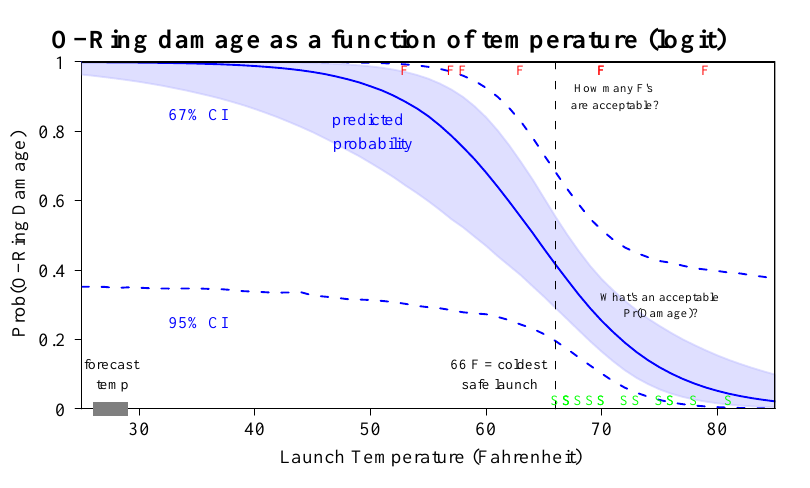 O-Ring damage as a function of temperature (logit)
1
F F F F F F
How many F's
are acceptable?
67% CI
predicted
probability
0.8
0.6
Prob(O-Ring Damage)
0.4
What's an acceptable
Pr(Damage)?
95% CI
0.2
forecast
temp
66 F = coldest
safe launch
S S S S S S S S S S S
0
30 40 50 60 70 80
Launch Temperature (Fahrenheit)